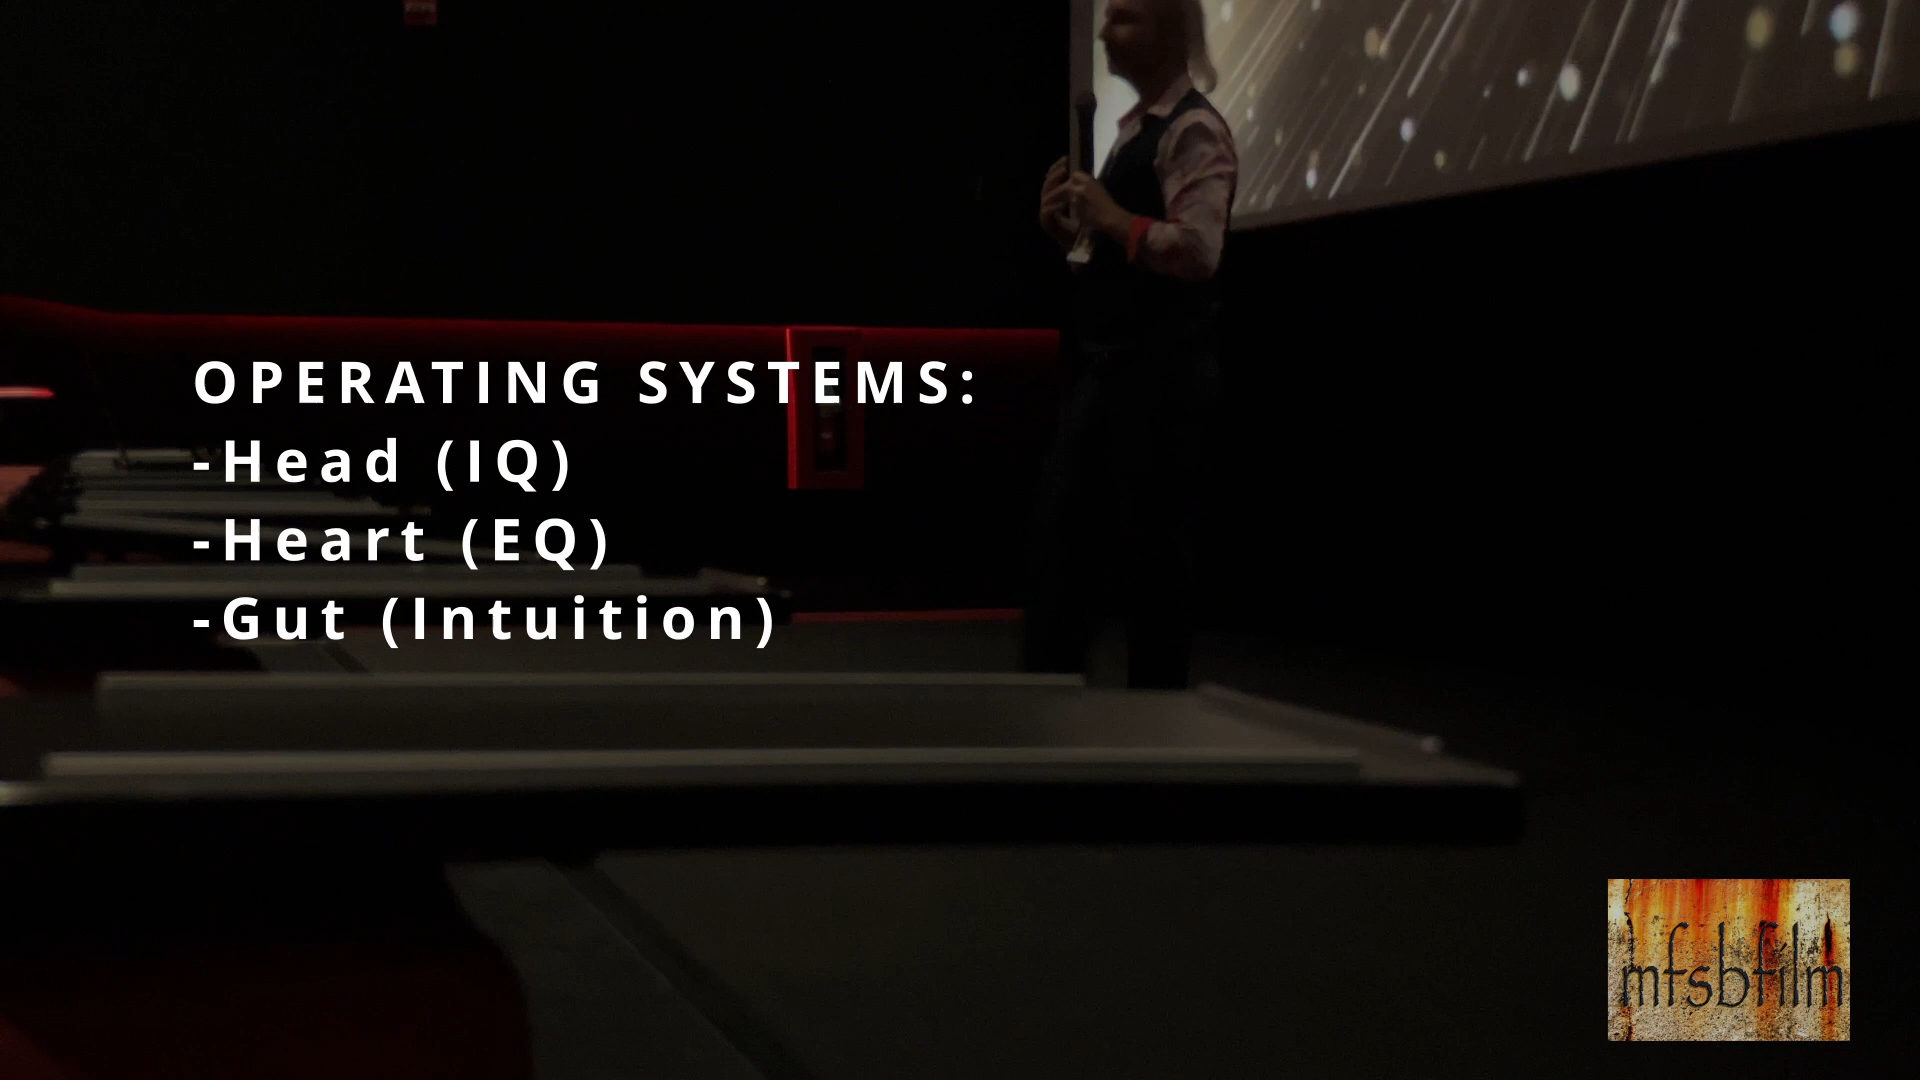 OPERATING SYSTEMS:
-Head (IQ)
-Heart (EQ)
-Gut (Intuition)
mfsbfilm